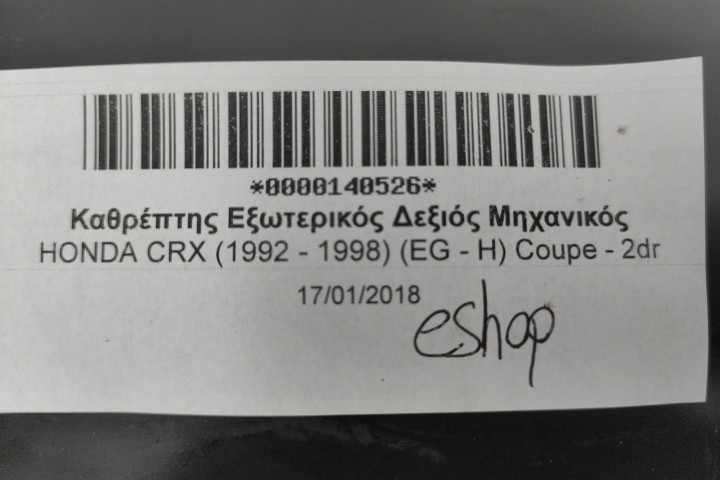 *0000140526*
Καθρέπτης Εξωτερικός Δεξιός Μηχανικός
HONDA CRX (1992 - 1998) (EG - H) Coupe - 2dr
17/01/2018
eshop